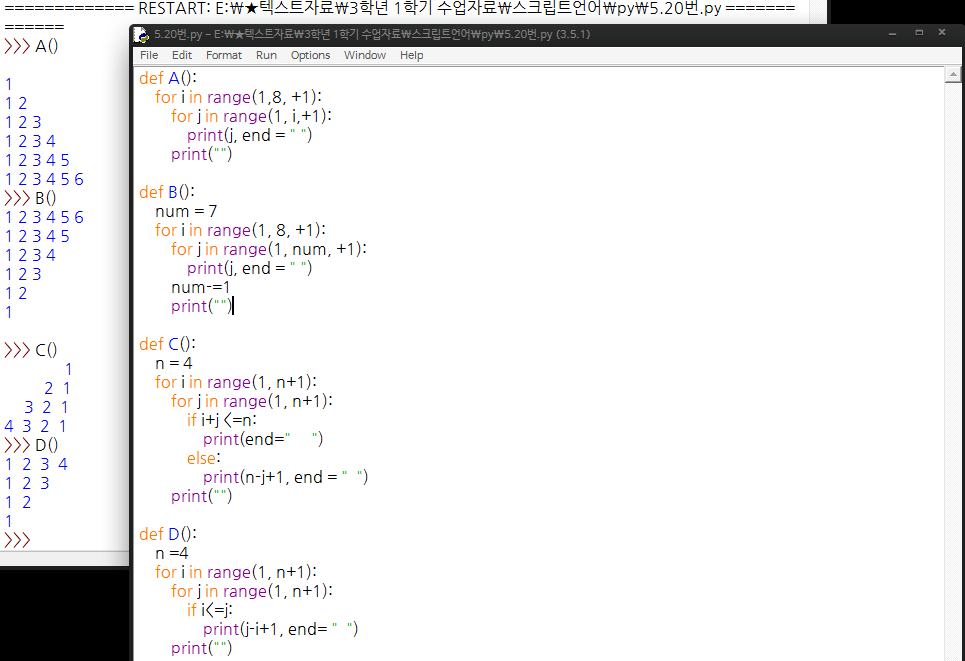 ============= RESTART: E:\★텍스트자료\3학년 1학기 수업자료\스크립트언어\py\5.20번.py =======
======
>>> A()

1
1 2
1 2 3
1 2 3 4
1 2 3 4 5
1 2 3 4 5 6
>>> B()
1 2 3 4 5 6
1 2 3 4 5
1 2 3 4
1 2 3
1 2
1

>>> C()
            1
        2  1
    3  2  1
4  3  2  1
>>> D()
1  2  3  4
1  2  3
1  2
1
>>>
5.20번.py - E:\★텍스트자료\3학년 1학기 수업자료\스크립트언어\py\5.20번.py (3.5.1)
File Edit Format Run Options Window Help
def A():
    for i in range(1,8, +1):
        for j in range(1, i,+1):
            print(j, end = " ")
        print("")

def B():
    num = 7
    for i in range(1, 8, +1):
        for j in range(1, num, +1):
            print(j, end = " ")
        num-=1
        print("")

def C():
    n = 4
    for i in range(1, n+1):
        for j in range(1, n+1):
            if i+j <=n:
                print(end="    ")
            else:
                print(n-j+1, end = "  ")
        print("")

def D():
    n =4
    for i in range(1, n+1):
        for j in range(1, n+1):
            if i<=j:
                print(j-i+1, end= "  ")
        print("")